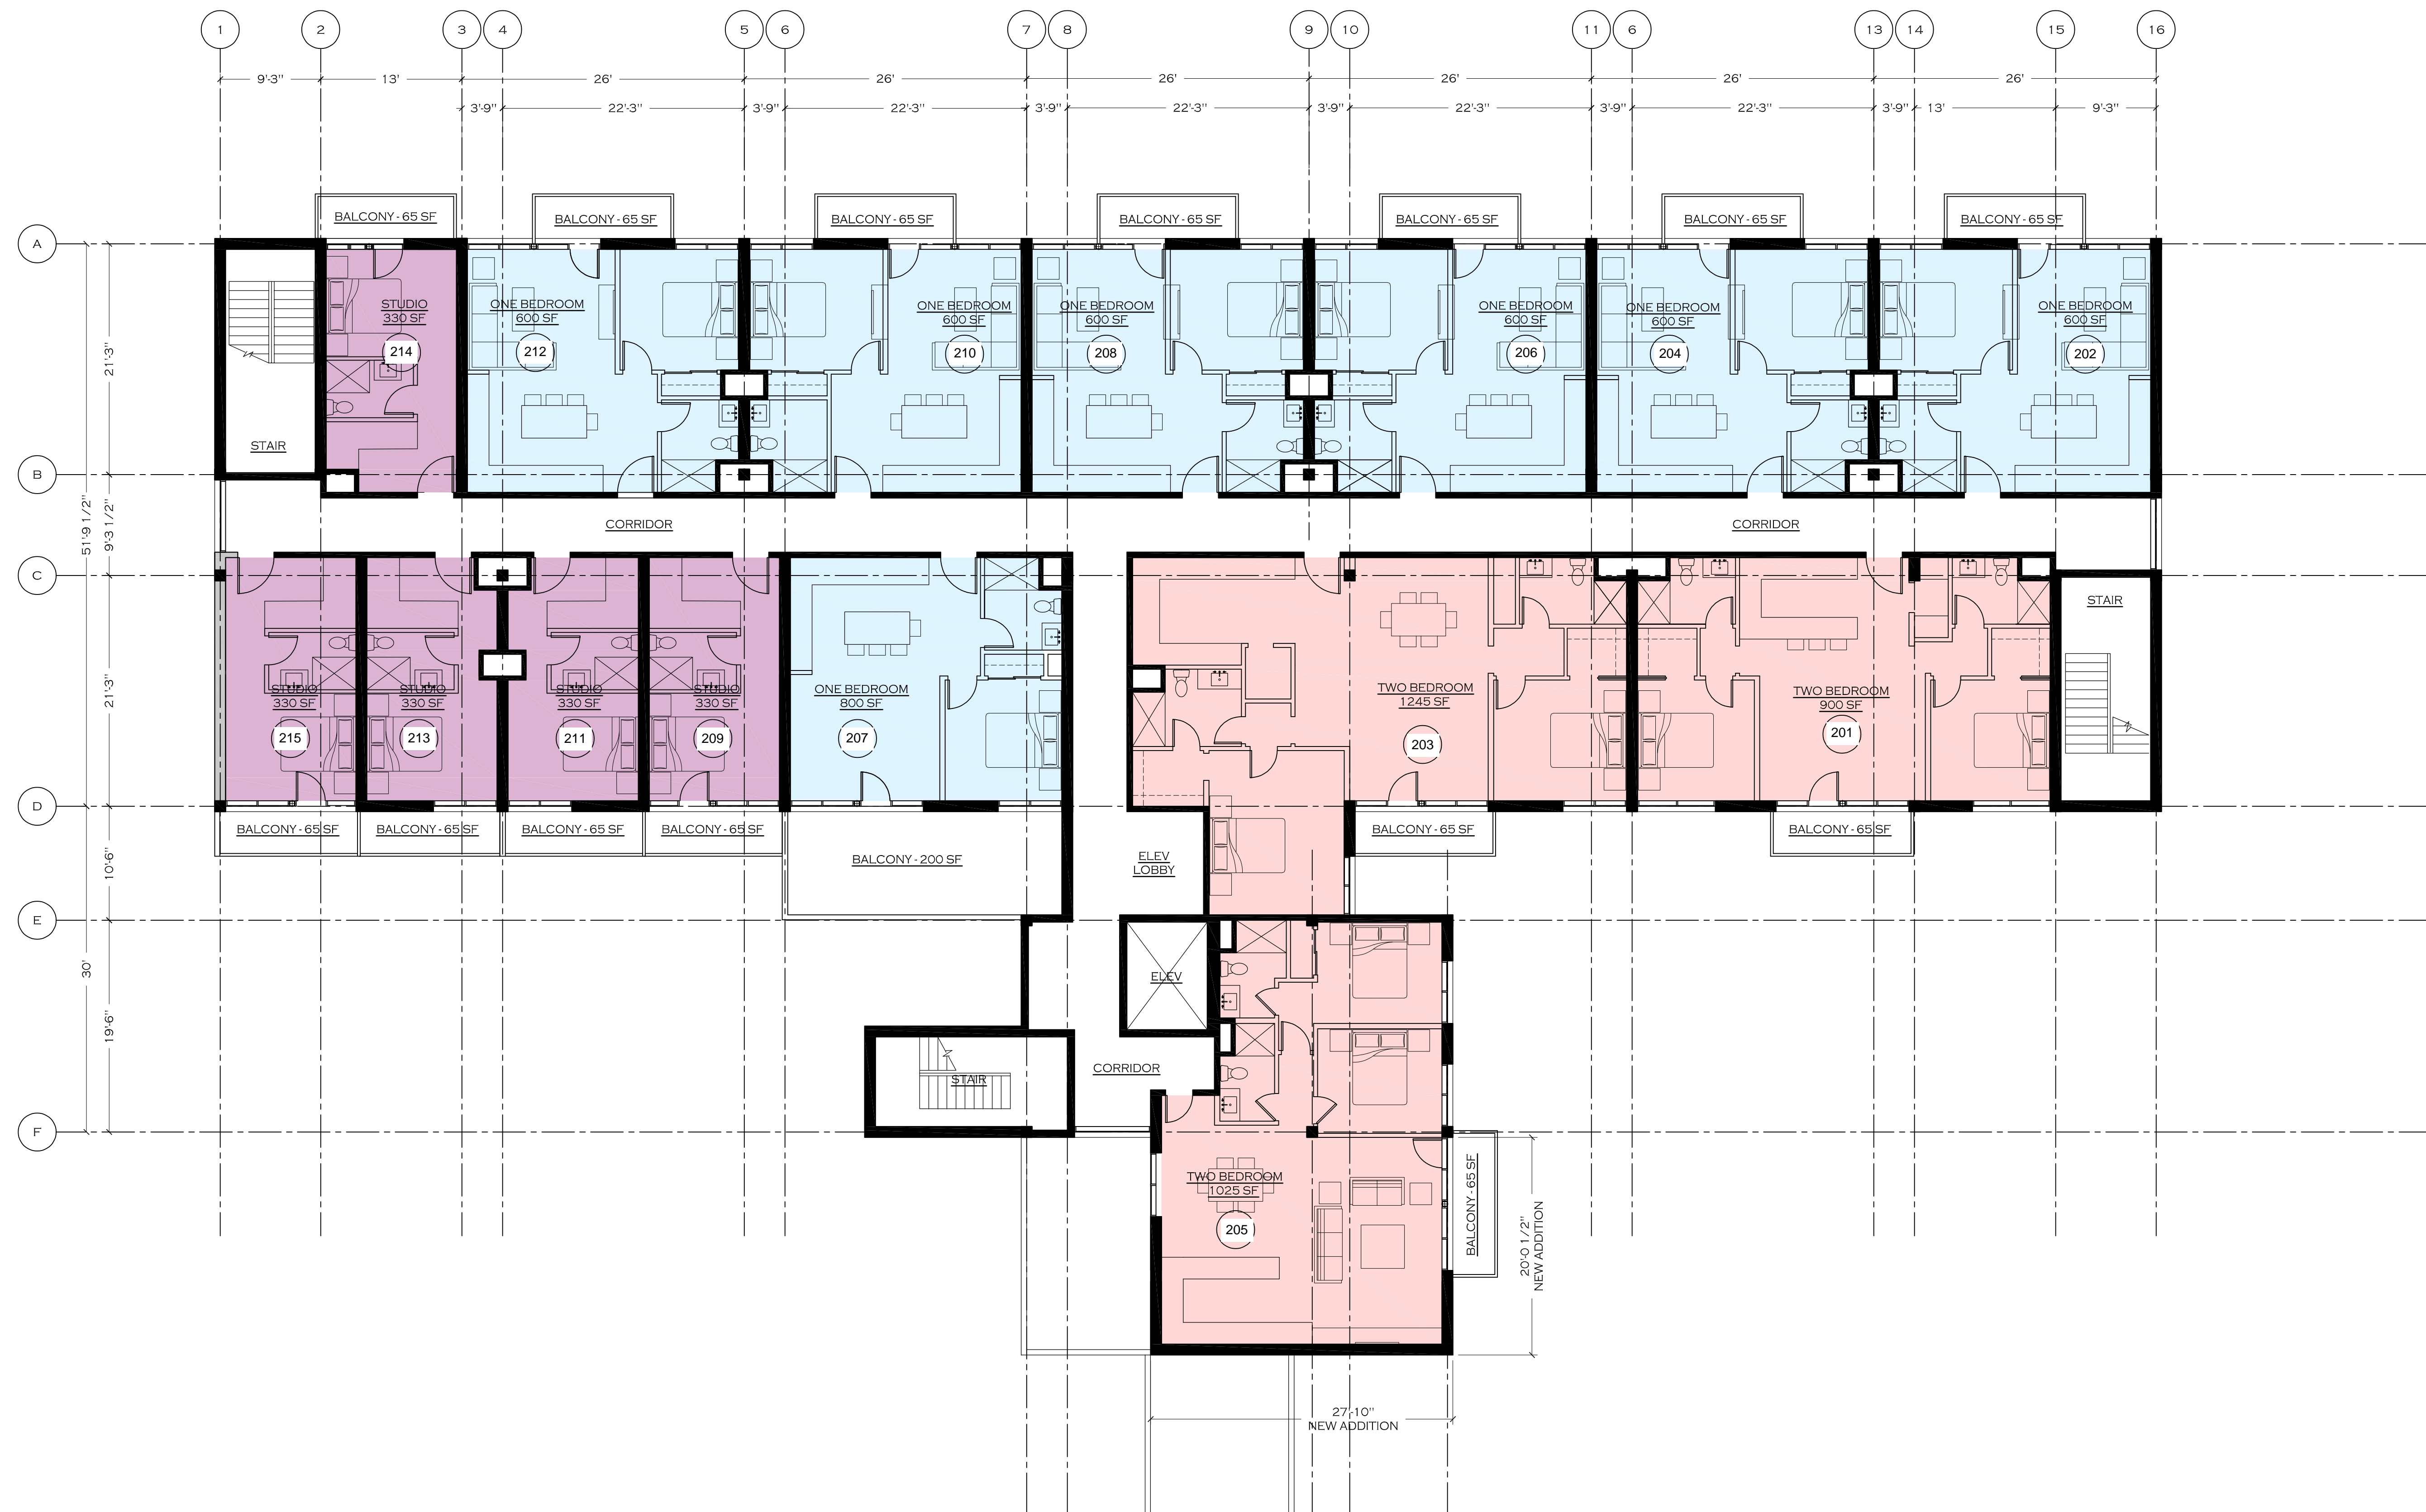 1 2 3 4 5 6 7 8 9 10 11 6 13 14 15 16
9'-3" 13' 26' 26' 26' 26' 26' 26'
3'-9" 22'-3" 3'-9" 22'-3" 3'-9" 22'-3" 3'-9" 22'-3" 3'-9" 22'-3" 3'-9" 13' 9'-3"
BALCONY - 65 SF
BALCONY - 65 SF
BALCONY - 65 SF
BALCONY - 65 SF
BALCONY - 65 SF
BALCONY - 65 SF
BALCONY - 65 SF
A
B
C
D
E
F
21'-3"
9'-3 1/2"
51'-9 1/2"
21'-3"
10'-6"
30'
19'-6"
STAIR
STUDIO
330 SF
214
ONE BEDROOM
600 SF
212
ONE BEDROOM
600 SF
210
ONE BEDROOM
600 SF
208
ONE BEDROOM
600 SF
206
ONE BEDROOM
600 SF
204
ONE BEDROOM
600 SF
202
CORRIDOR
CORRIDOR
STUDIO
330 SF
215
STUDIO
330 SF
213
STUDIO
330 SF
211
STUDIO
330 SF
209
ONE BEDROOM
800 SF
207
TWO BEDROOM
1245 SF
203
TWO BEDROOM
900 SF
201
STAIR
BALCONY - 65 SF
BALCONY - 65 SF
BALCONY - 65 SF
BALCONY - 65 SF
BALCONY - 200 SF
ELEV
LOBBY
BALCONY - 65 SF
BALCONY - 65 SF
ELEV
STAIR
CORRIDOR
TWO BEDROOM
1025 SF
205
BALCONY - 65 SF
20'-0 1/2"
NEW ADDITION
27'-10"
NEW ADDITION